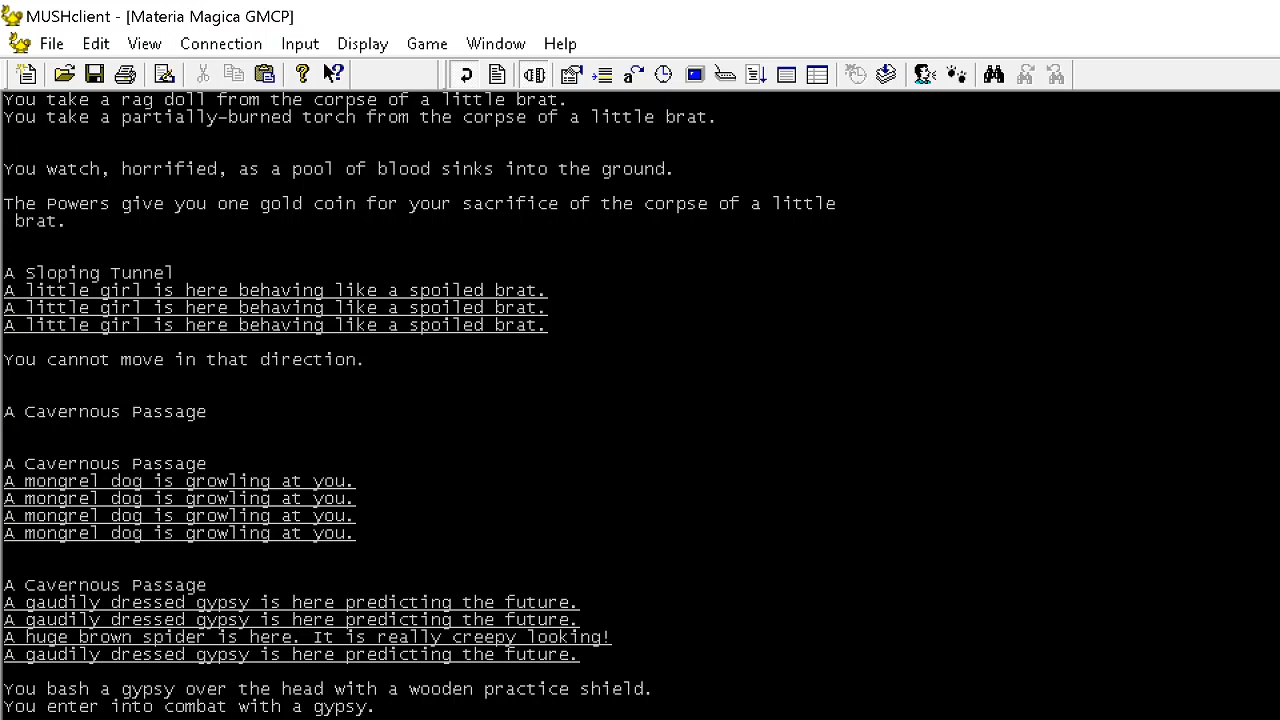 MUSHclient - [Materia Magica GMCP]
File Edit View Connection Input Display Game Window Help
You take a rag doll from the corpse of a little brat.
You take a partially-burned torch from the corpse of a little brat.
You watch, horrified, as a pool of blood sinks into the ground.
The Powers give you one gold coin for your sacrifice of the corpse of a little
brat.
A Sloping Tunnel
A little girl is here behaving like a spoiled brat.
A little girl is here behaving like a spoiled brat.
A little girl is here behaving like a spoiled brat.
You cannot move in that direction.
A Cavernous Passage
A Cavernous Passage
A mongrel dog is growling at you.
A mongrel dog is growling at you.
A mongrel dog is growling at you.
A mongrel dog is growling at you.
A Cavernous Passage
A gaudily dressed gypsy is here predicting the future.
A gaudily dressed gypsy is here predicting the future.
A huge brown spider is here. It is really creepy looking!
A gaudily dressed gypsy is here predicting the future.
You bash a gypsy over the head with a wooden practice shield.
You enter into combat with a gypsy.